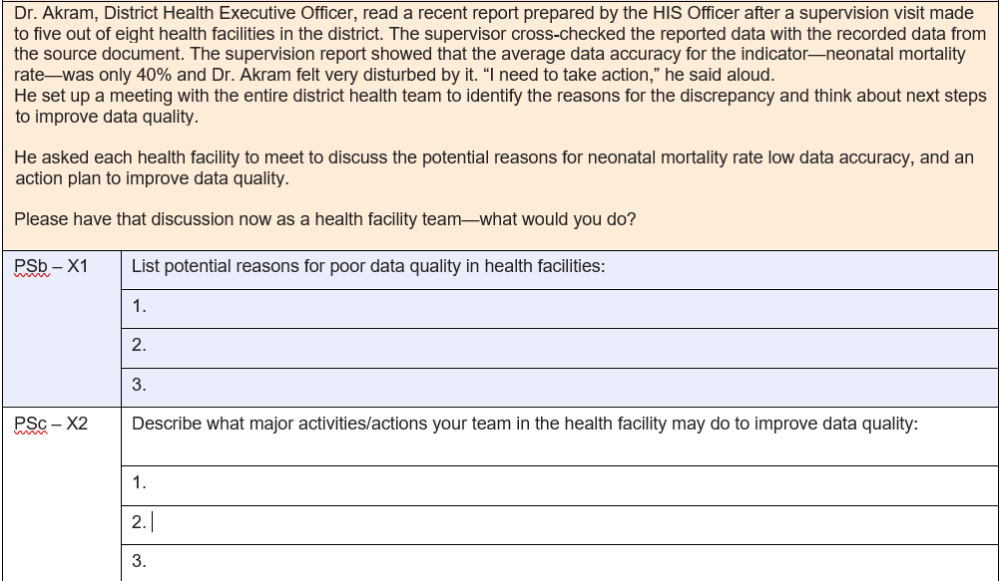 Dr. Akram, District Health Executive Officer, read a recent report prepared by the HIS Officer after a supervision visit made
to five out of eight health facilities in the district. The supervisor cross-checked the reported data with the recorded data from
the source document. The supervision report showed that the average data accuracy for the indicator—neonatal mortality
rate—was only 40% and Dr. Akram felt very disturbed by it. “I need to take action,” he said aloud.
He set up a meeting with the entire district health team to identify the reasons for the discrepancy and think about next steps
to improve data quality.
He asked each health facility to meet to discuss the potential reasons for neonatal mortality rate low data accuracy, and an
action plan to improve data quality.
Please have that discussion now as a health facility team—what would you do?
PSb – X1 List potential reasons for poor data quality in health facilities:
1.
2.
3.
PSc – X2 Describe what major activities/actions your team in the health facility may do to improve data quality:
1.
2.
3.